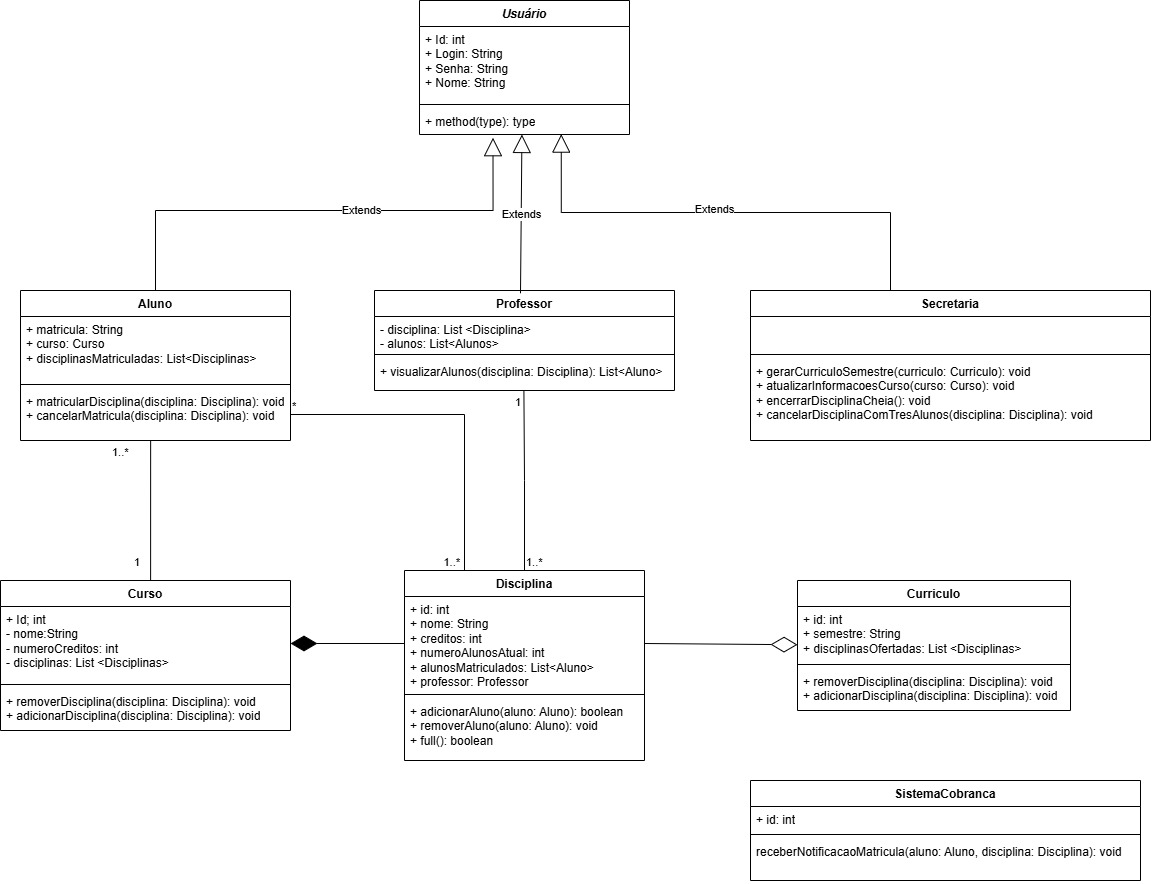 Usuário
+ Id: int
+ Login: String
+ Senha: String
+ Nome: String
+ method(type): type
Extends
Extends
Extends
Aluno
+ matricula: String
+ curso: Curso
+ disciplinasMatriculadas: List<Disciplinas>
+ matricularDisciplina(disciplina: Disciplina): void
+ cancelarMatricula(disciplina: Disciplina): void
Professor
- disciplina: List <Disciplina>
- alunos: List<Alunos>
+ visualizarAlunos(disciplina: Disciplina): List<Aluno>
Secretaria
+ gerarCurriculoSemestre(curriculo: Curriculo): void
+ atualizarInformacoesCurso(curso: Curso): void
+ encerrarDisciplinaCheia(): void
+ cancelarDisciplinaComTresAlunos(disciplina: Disciplina): void
*
1
1..*
1
1..*
1..*
Curso
+ Id; int
- nome:String
- numeroCreditos: int
- disciplinas: List <Disciplinas>
+ removerDisciplina(disciplina: Disciplina): void
+ adicionarDisciplina(disciplina: Disciplina): void
Disciplina
+ id: int
+ nome: String
+ creditos: int
+ numeroAlunosAtual: int
+ alunosMatriculados: List<Aluno>
+ professor: Professor
+ adicionarAluno(aluno: Aluno): boolean
+ removerAluno(aluno: Aluno): void
+ full(): boolean
Curriculo
+ id: int
+ semestre: String
+ disciplinasOfertadas: List <Disciplinas>
+ removerDisciplina(disciplina: Disciplina): void
+ adicionarDisciplina(disciplina: Disciplina): void
SistemaCobranca
+ id: int
receberNotificacaoMatricula(aluno: Aluno, disciplina: Disciplina): void